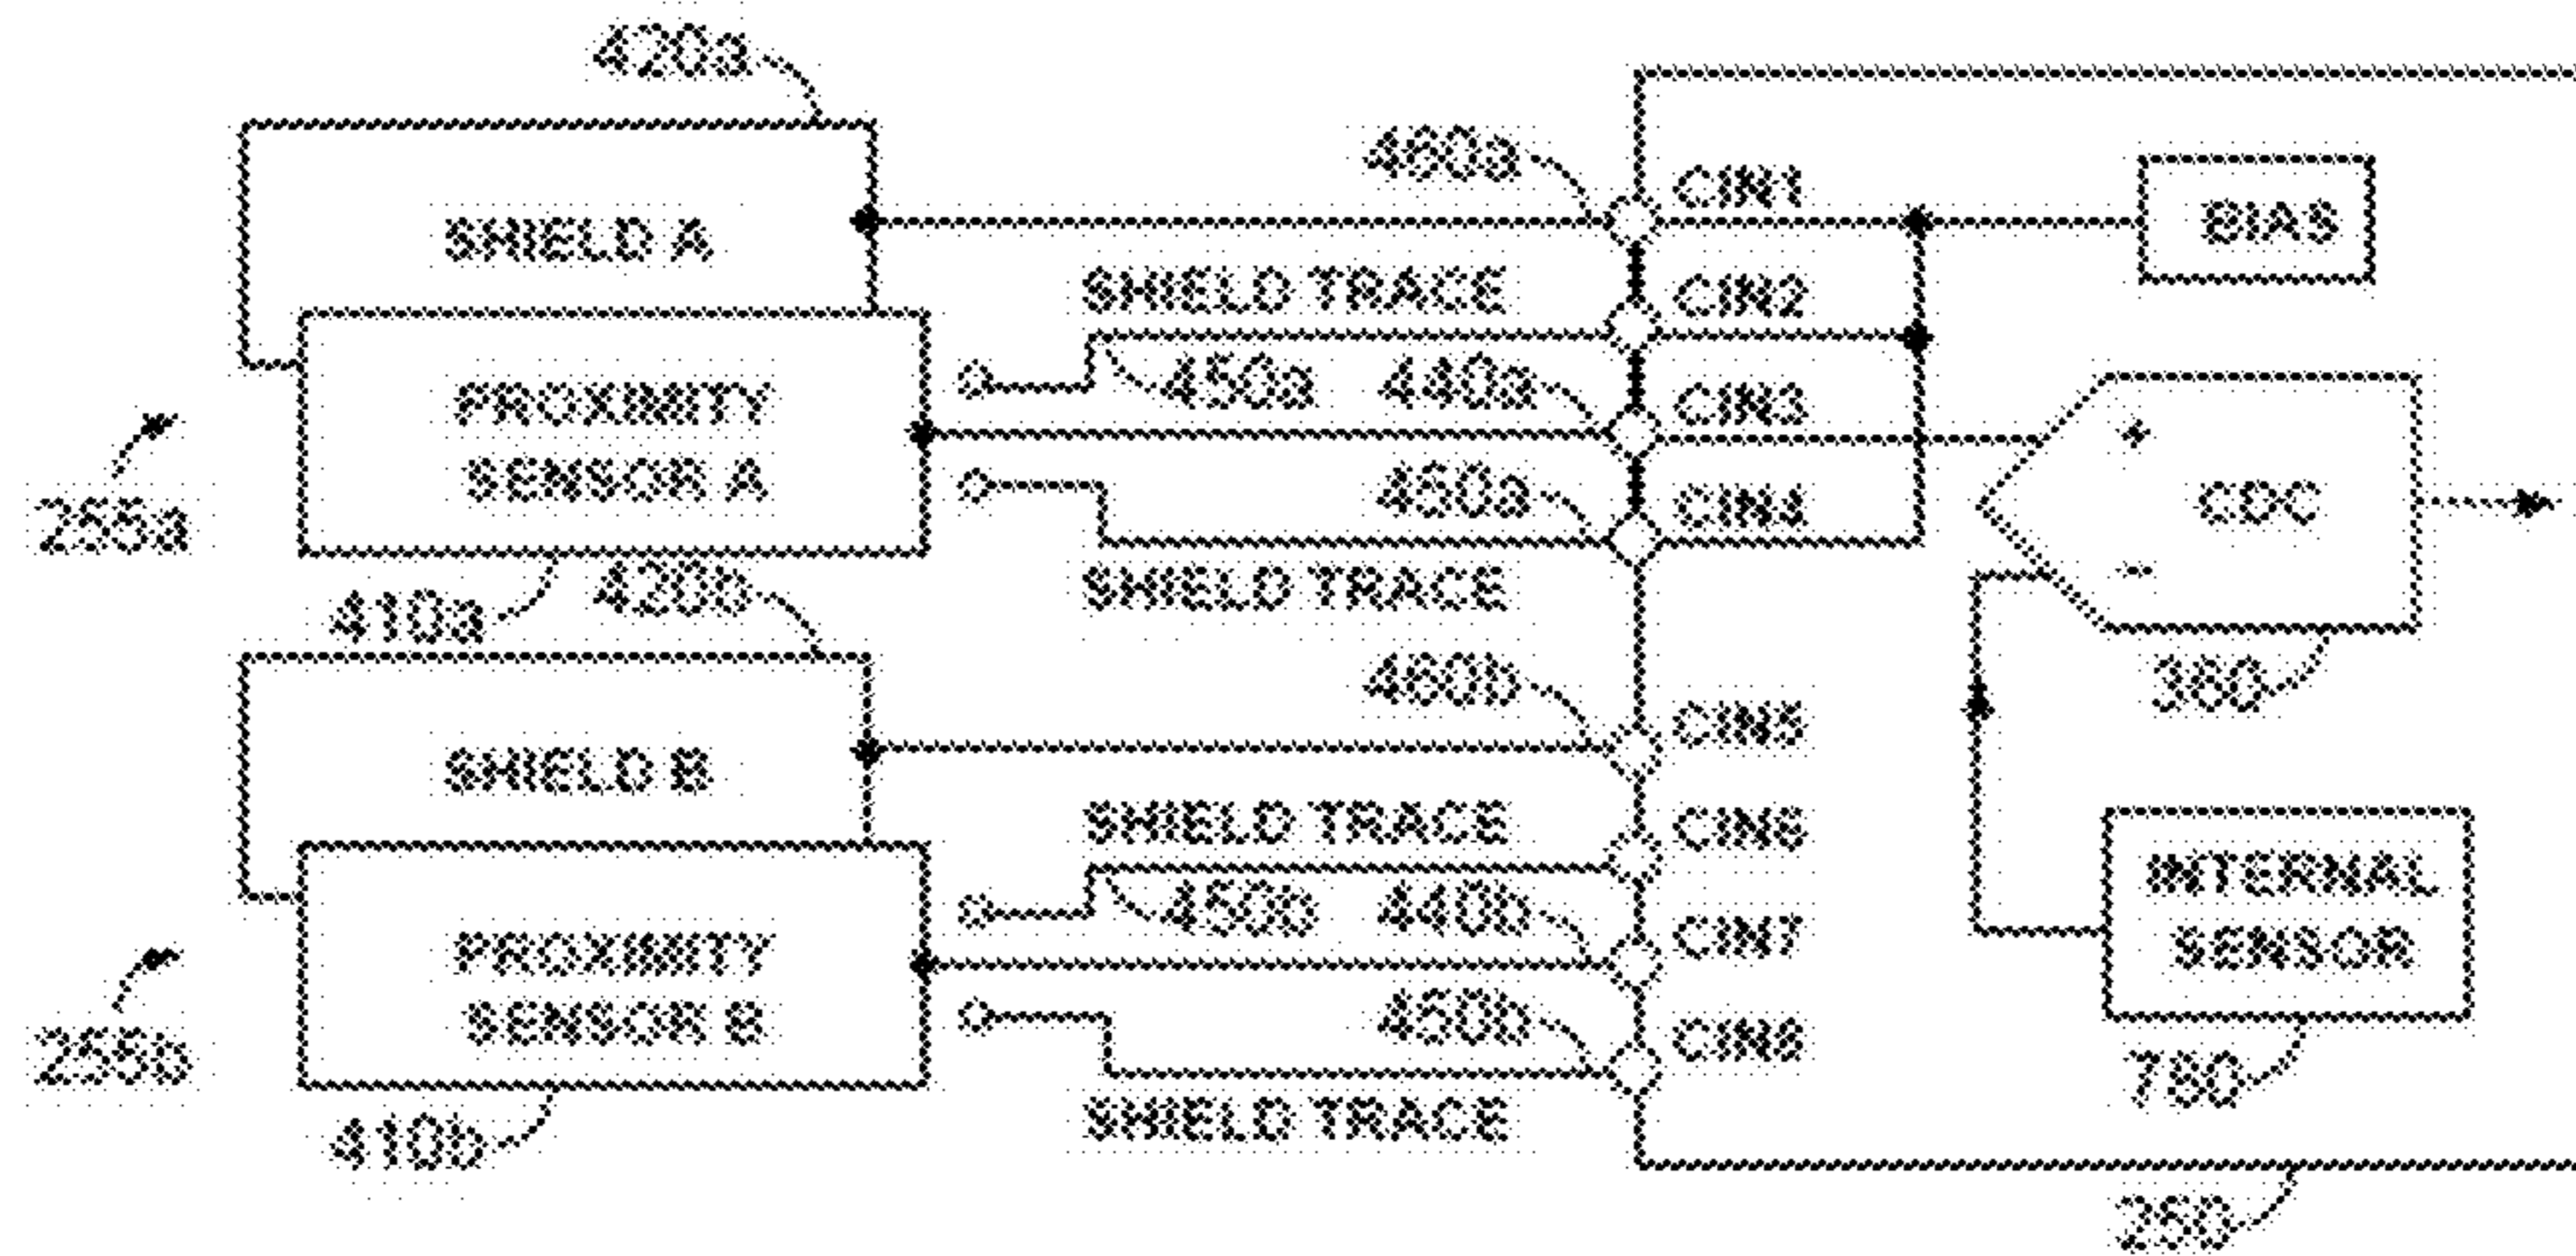 420a
460a
CIN1
SHIELD A
BIAS
SHIELD TRACE
CIN2
450a
440a
CIN3
PROXIMITY
SENSOR A
+
255a
450a
CIN4
CDC
SHIELD TRACE
-
410a
420b
460b
360
CIN5
SHIELD B
SHIELD TRACE
CIN6
450b
440b
CIN7
INTERNAL
SENSOR
PROXIMITY
SENSOR B
255b
450b
CIN8
760
SHIELD TRACE
410b
250